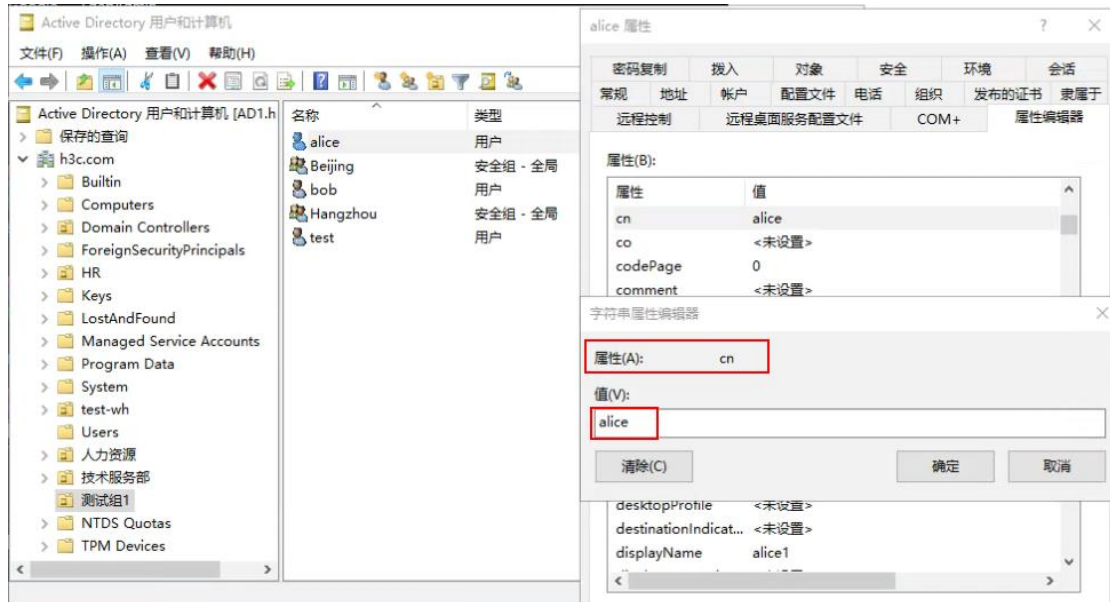 Active Directory 用户和计算机
文件(F) 操作(A) 查看(V) 帮助(H)
Active Directory 用户和计算机 [AD1.h
保存的查询
h3c.com
Builtin
Computers
Domain Controllers
ForeignSecurityPrincipals
HR
Keys
LostAndFound
Managed Service Accounts
Program Data
System
test-wh
Users
人力资源
技术服务部
测试组1
NTDS Quotas
TPM Devices
名称 类型
alice 用户
Beijing 安全组 - 全局
bob 用户
Hangzhou 安全组 - 全局
test 用户
alice 属性
密码复制 拨入 对象 安全 环境 会话
常规 地址 帐户 配置文件 电话 组织 发布的证书 隶属于
远程控制 远程桌面服务配置文件 COM+ 属性编辑器
属性(B):
属性 值
cn alice
co <未设置>
codePage 0
comment <未设置>
字符串属性编辑器
属性(A): cn
值(V):
alice
清除(C) 确定 取消
desktopProfile <未设置>
destinationIndicat... <未设置>
displayName alice1